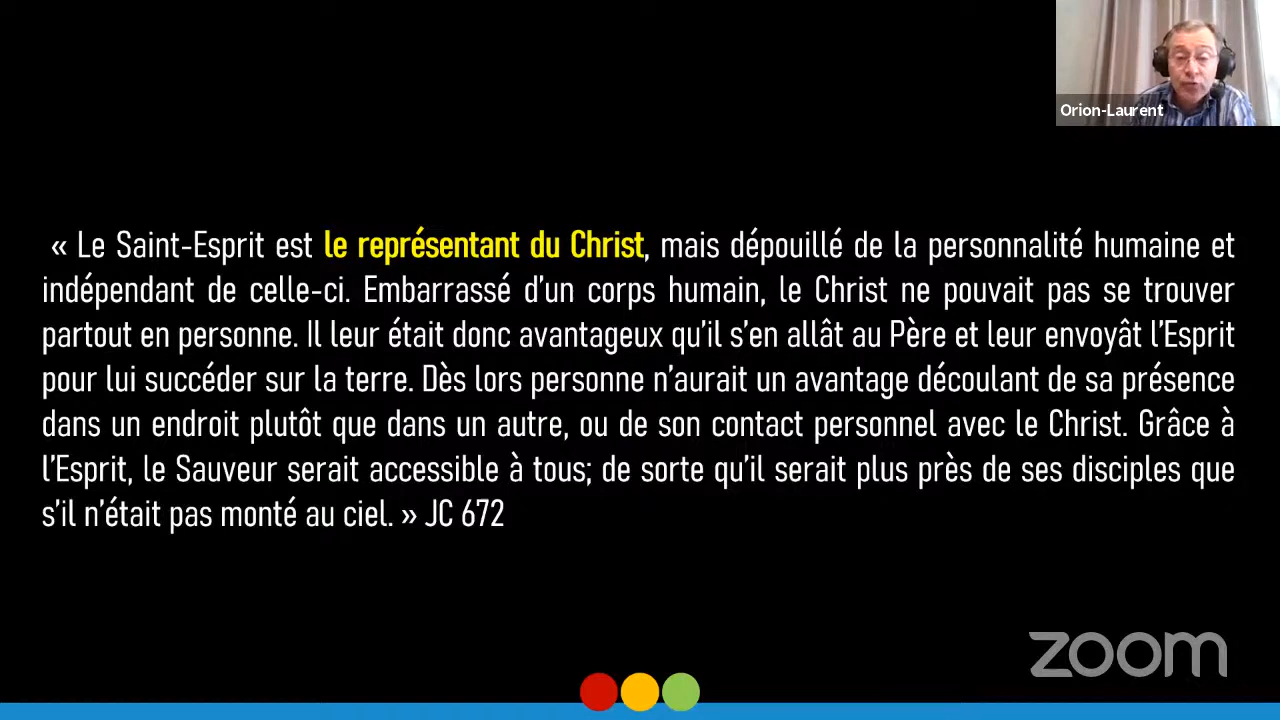 Orion-Laurent
« Le Saint-Esprit est le représentant du Christ, mais dépouillé de la personnalité humaine et
indépendant de celle-ci. Embarrassé d’un corps humain, le Christ ne pouvait pas se trouver
partout en personne. Il leur était donc avantageux qu’il s’en allât au Père et leur envoyât l’Esprit
pour lui succéder sur la terre. Dès lors personne n’aurait un avantage découlant de sa présence
dans un endroit plutôt que dans un autre, ou de son contact personnel avec le Christ. Grâce à
l’Esprit, le Sauveur serait accessible à tous; de sorte qu’il serait plus près de ses disciples que
s’il n’était pas monté au ciel. » JC 672
zoom